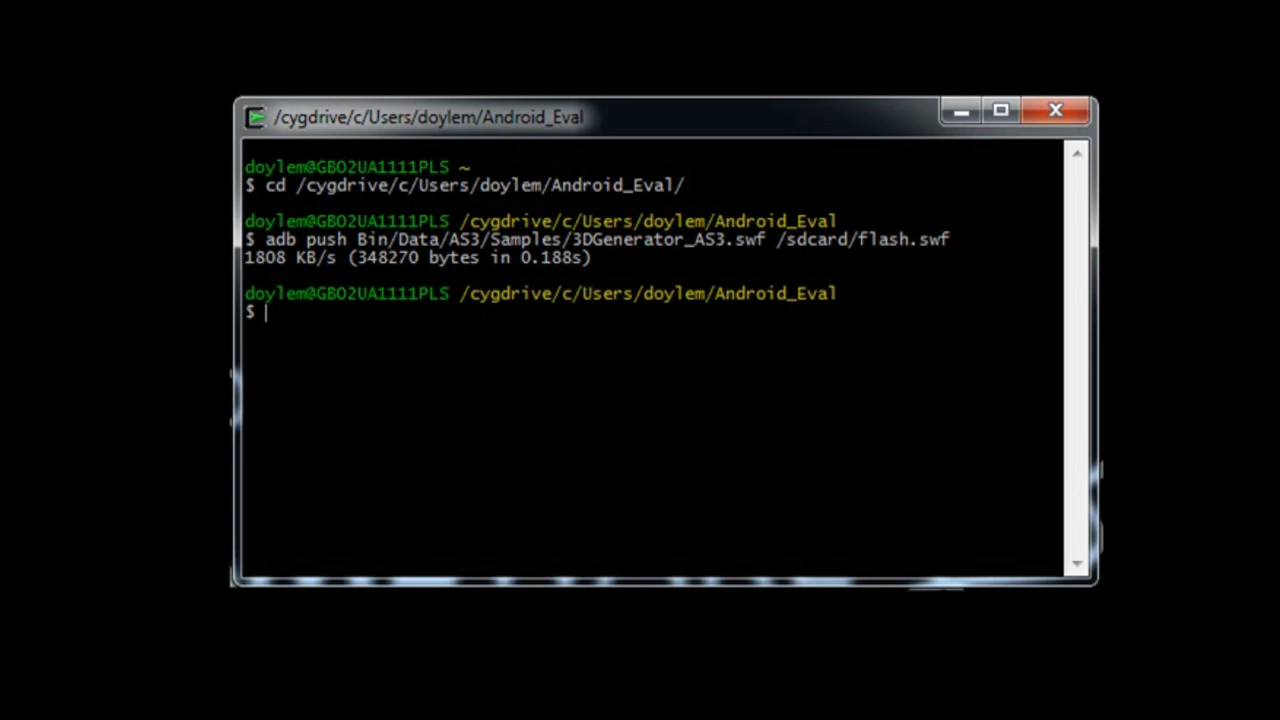 /cygdrive/c/Users/doylem/Android_Eval
doylem@GBO2UA1111PLS ~
$ cd /cygdrive/c/Users/doylem/Android_Eval/
doylem@GBO2UA1111PLS /cygdrive/c/Users/doylem/Android_Eval
$ adb push Bin/Data/AS3/Samples/3DGenerator_AS3.swf /sdcard/flash.swf
1808 KB/s (348270 bytes in 0.188s)
doylem@GBO2UA1111PLS /cygdrive/c/Users/doylem/Android_Eval
$